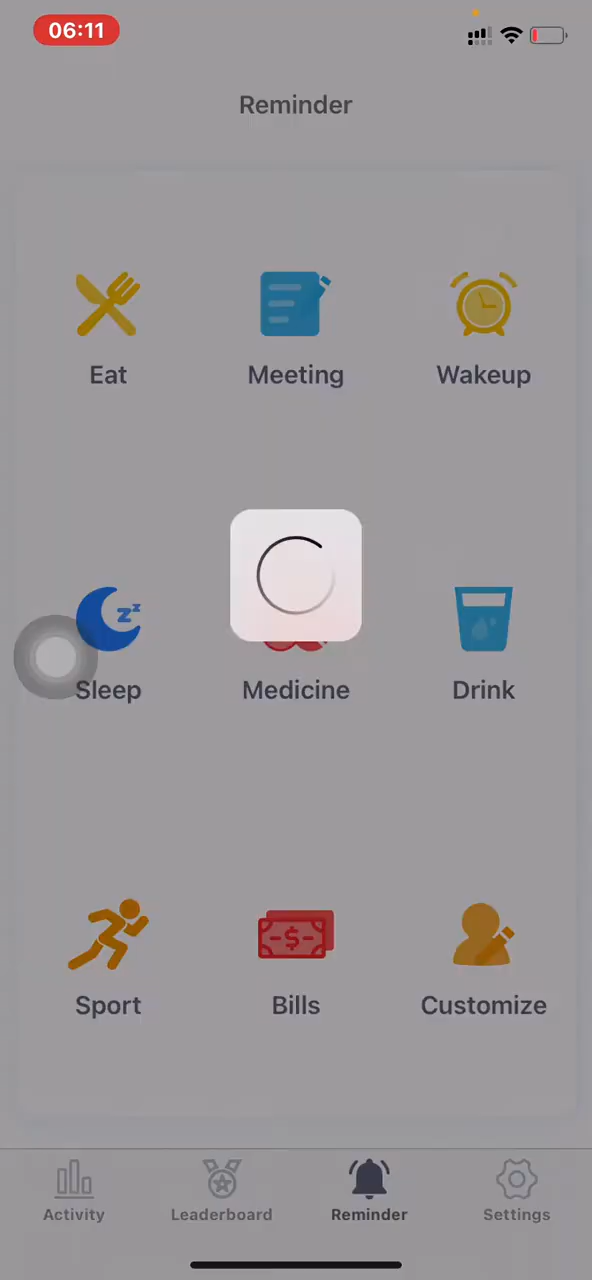 06:11
Reminder
Eat Meeting Wakeup
Sleep Medicine Drink
Sport Bills Customize
Activity Leaderboard Reminder Settings